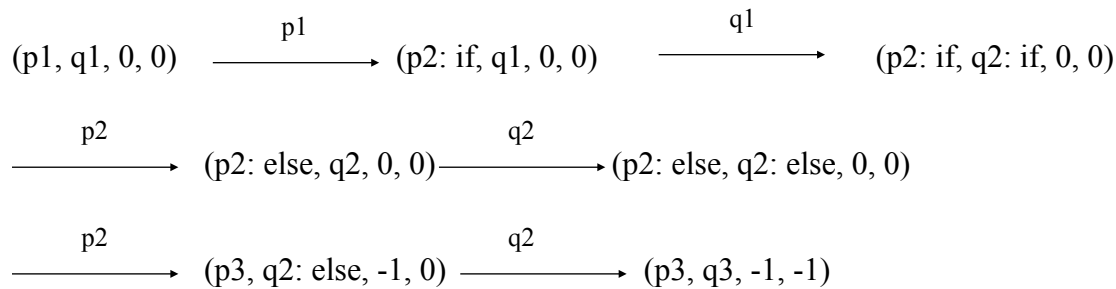 p1 q1
(p1, q1, 0, 0) (p2: if, q1, 0, 0) (p2: if, q2: if, 0, 0)
p2 q2
(p2: else, q2, 0, 0) (p2: else, q2: else, 0, 0)
p2 q2
(p3, q2: else, -1, 0) (p3, q3, -1, -1)